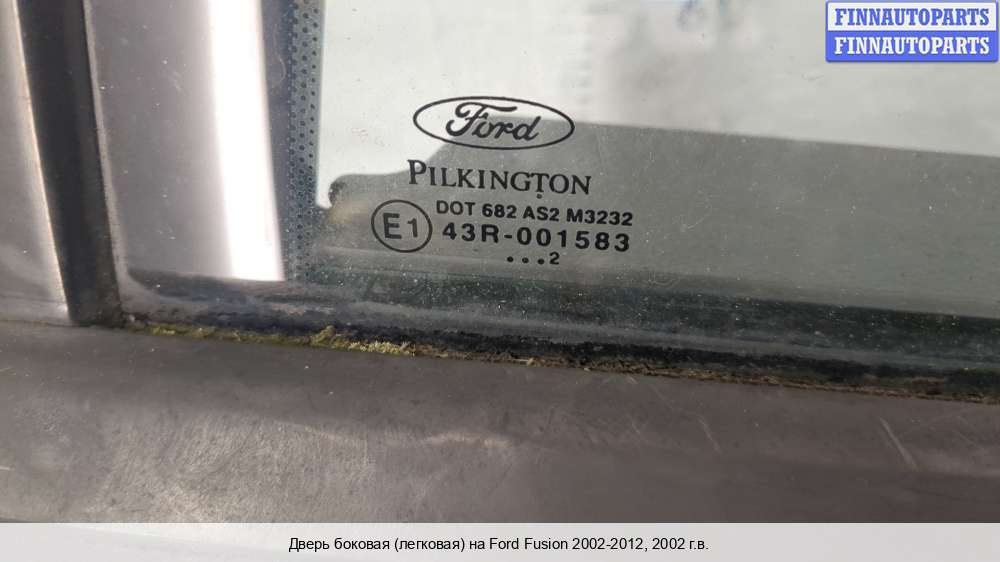 FINNAUTOPARTS
FINNAUTOPARTS
Ford
PILKINGTON
DOT 682 AS2 M3232
E1 43R-001583
...2
Дверь боковая (легковая) на Ford Fusion 2002-2012, 2002 г.в.